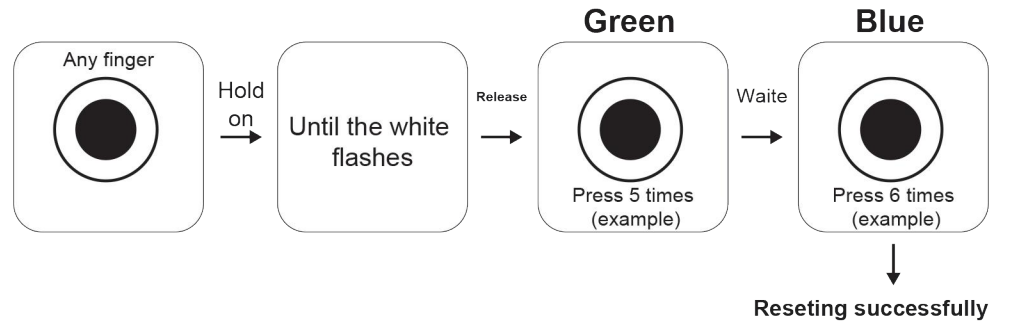 Any finger
Hold
on
Until the white
flashes
Release
Green
Press 5 times
(example)
Waite
Blue
Press 6 times
(example)
Reseting successfully